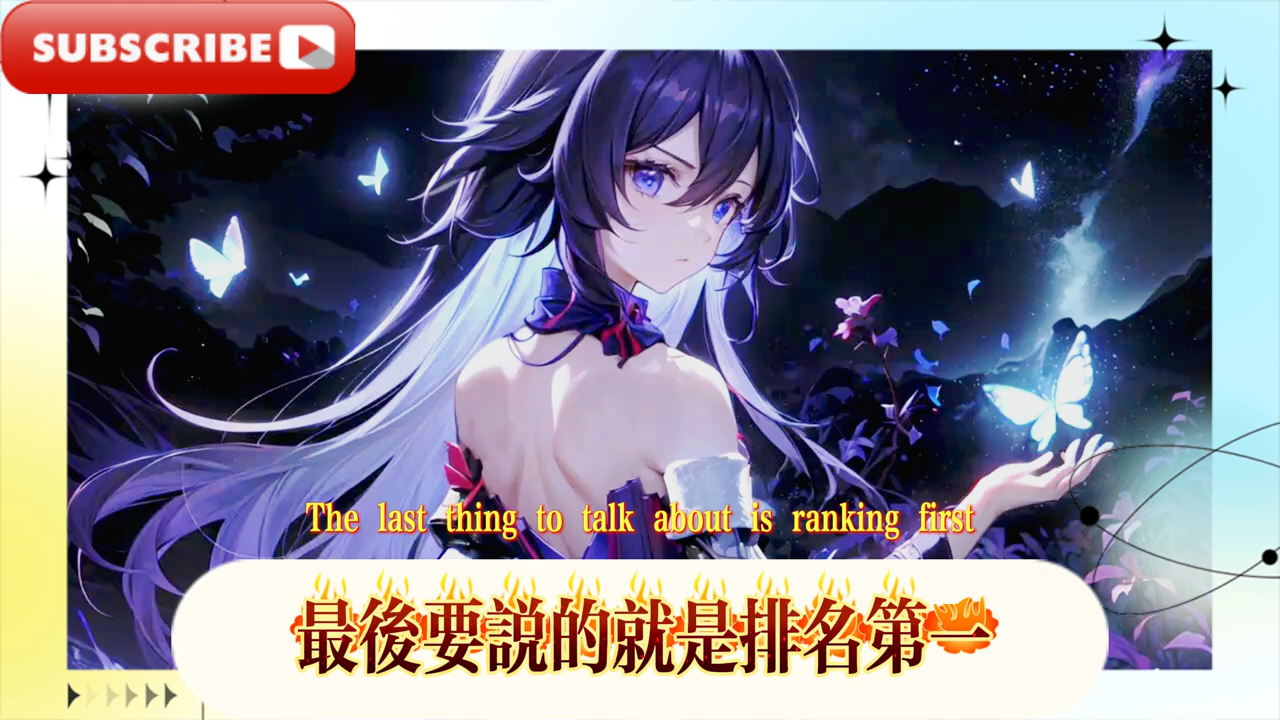 SUBSCRIBE
The last thing to talk about is ranking first
最後要説的就是排名第一